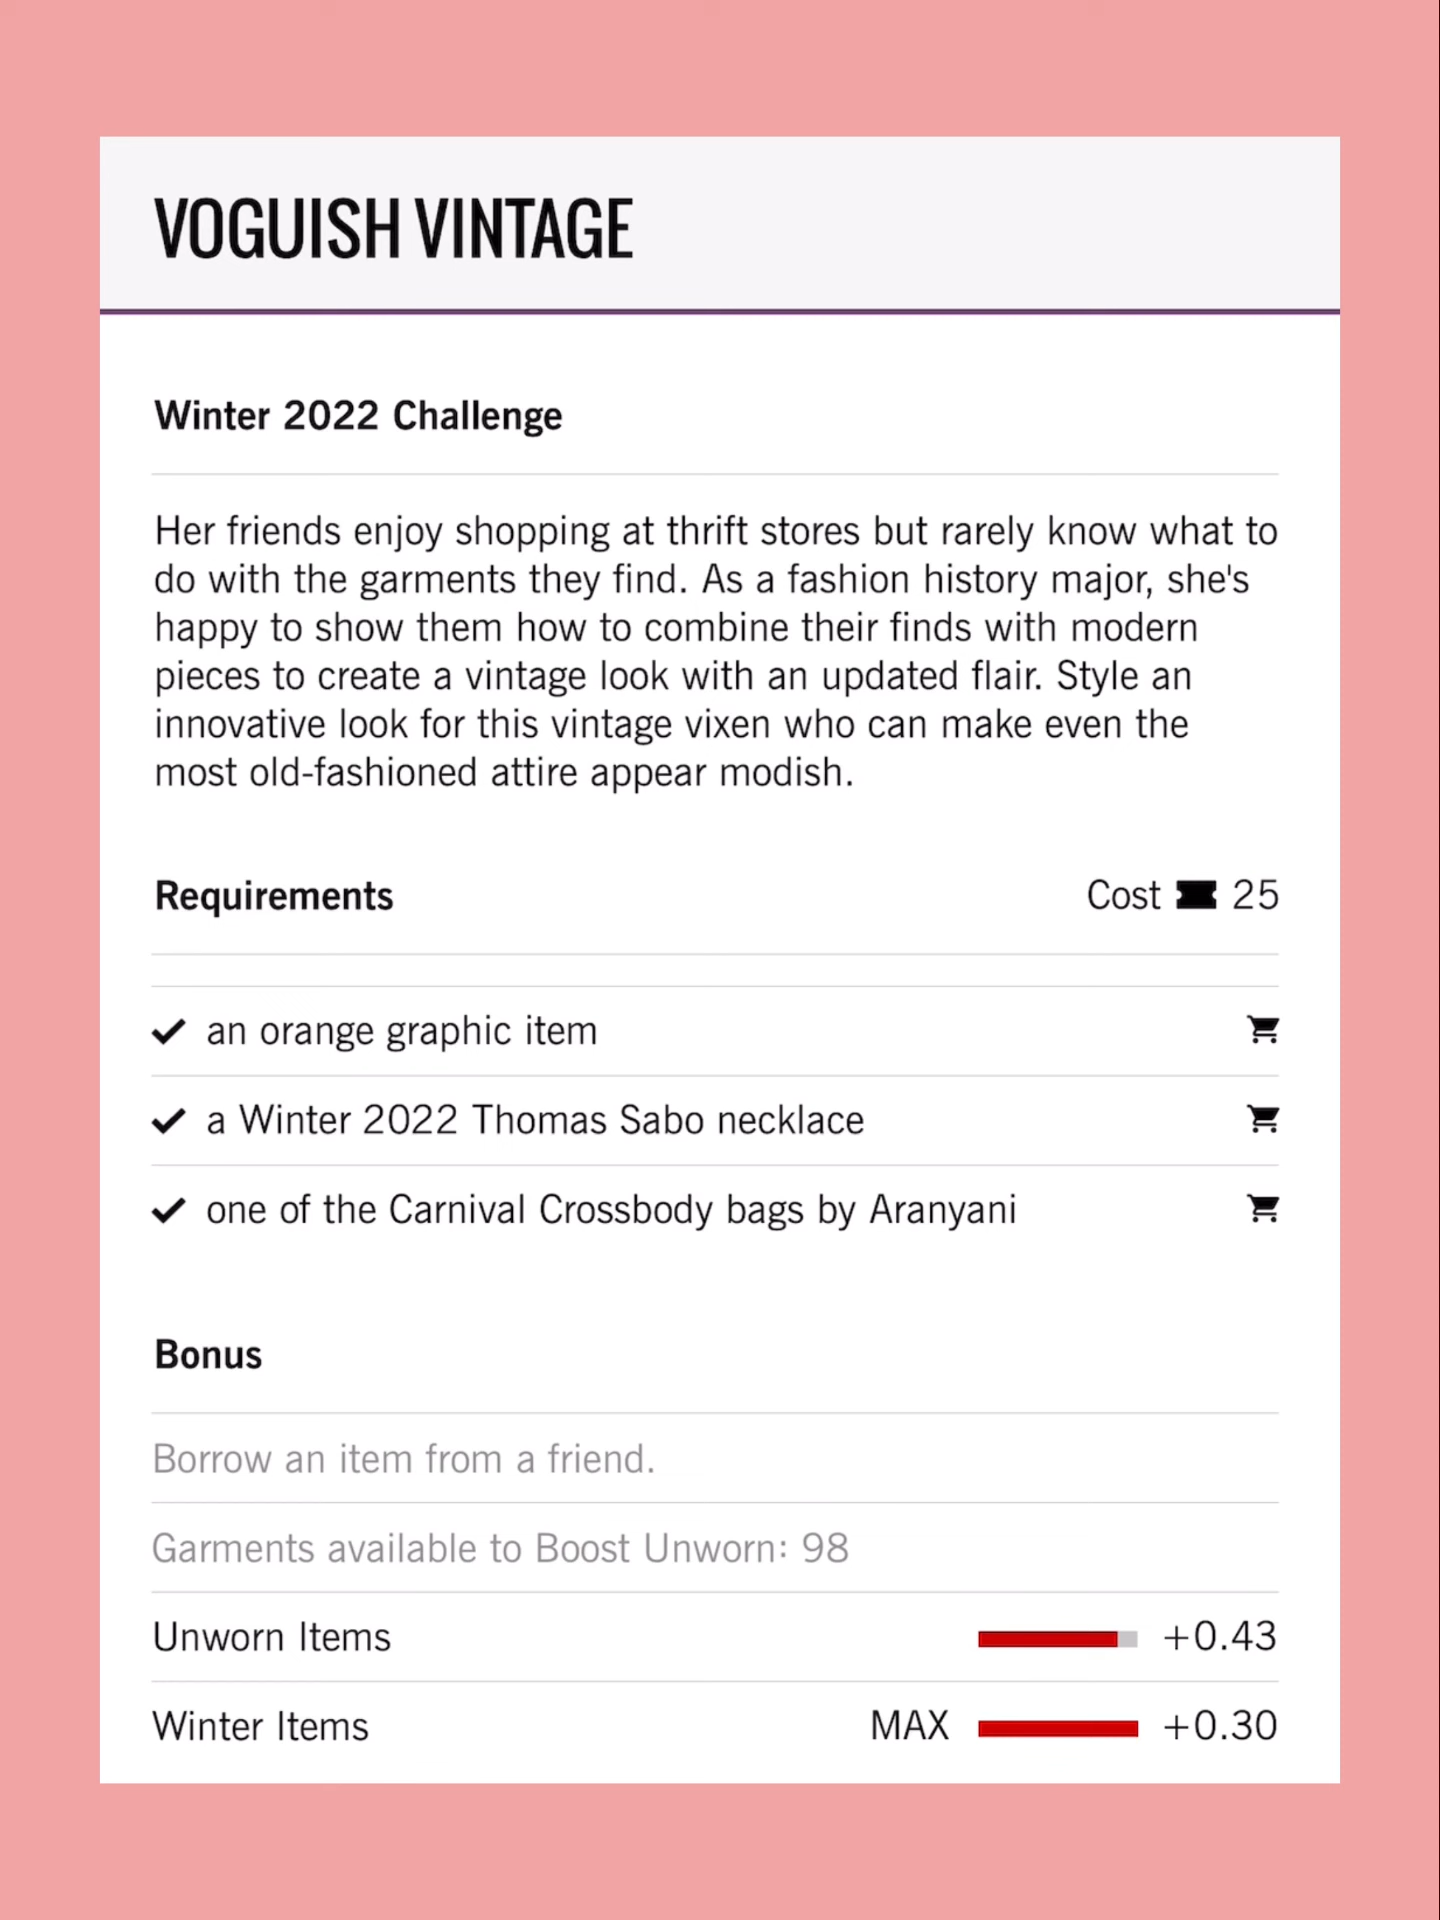 VOGUISH VINTAGE
Winter 2022 Challenge
Her friends enjoy shopping at thrift stores but rarely know what to
do with the garments they find. As a fashion history major, she's
happy to show them how to combine their finds with modern
pieces to create a vintage look with an updated flair. Style an
innovative look for this vintage vixen who can make even the
most old-fashioned attire appear modish.
Requirements Cost 25
an orange graphic item
a Winter 2022 Thomas Sabo necklace
one of the Carnival Crossbody bags by Aranyani
Bonus
Borrow an item from a friend.
Garments available to Boost Unworn: 98
Unworn Items +0.43
Winter Items MAX +0.30